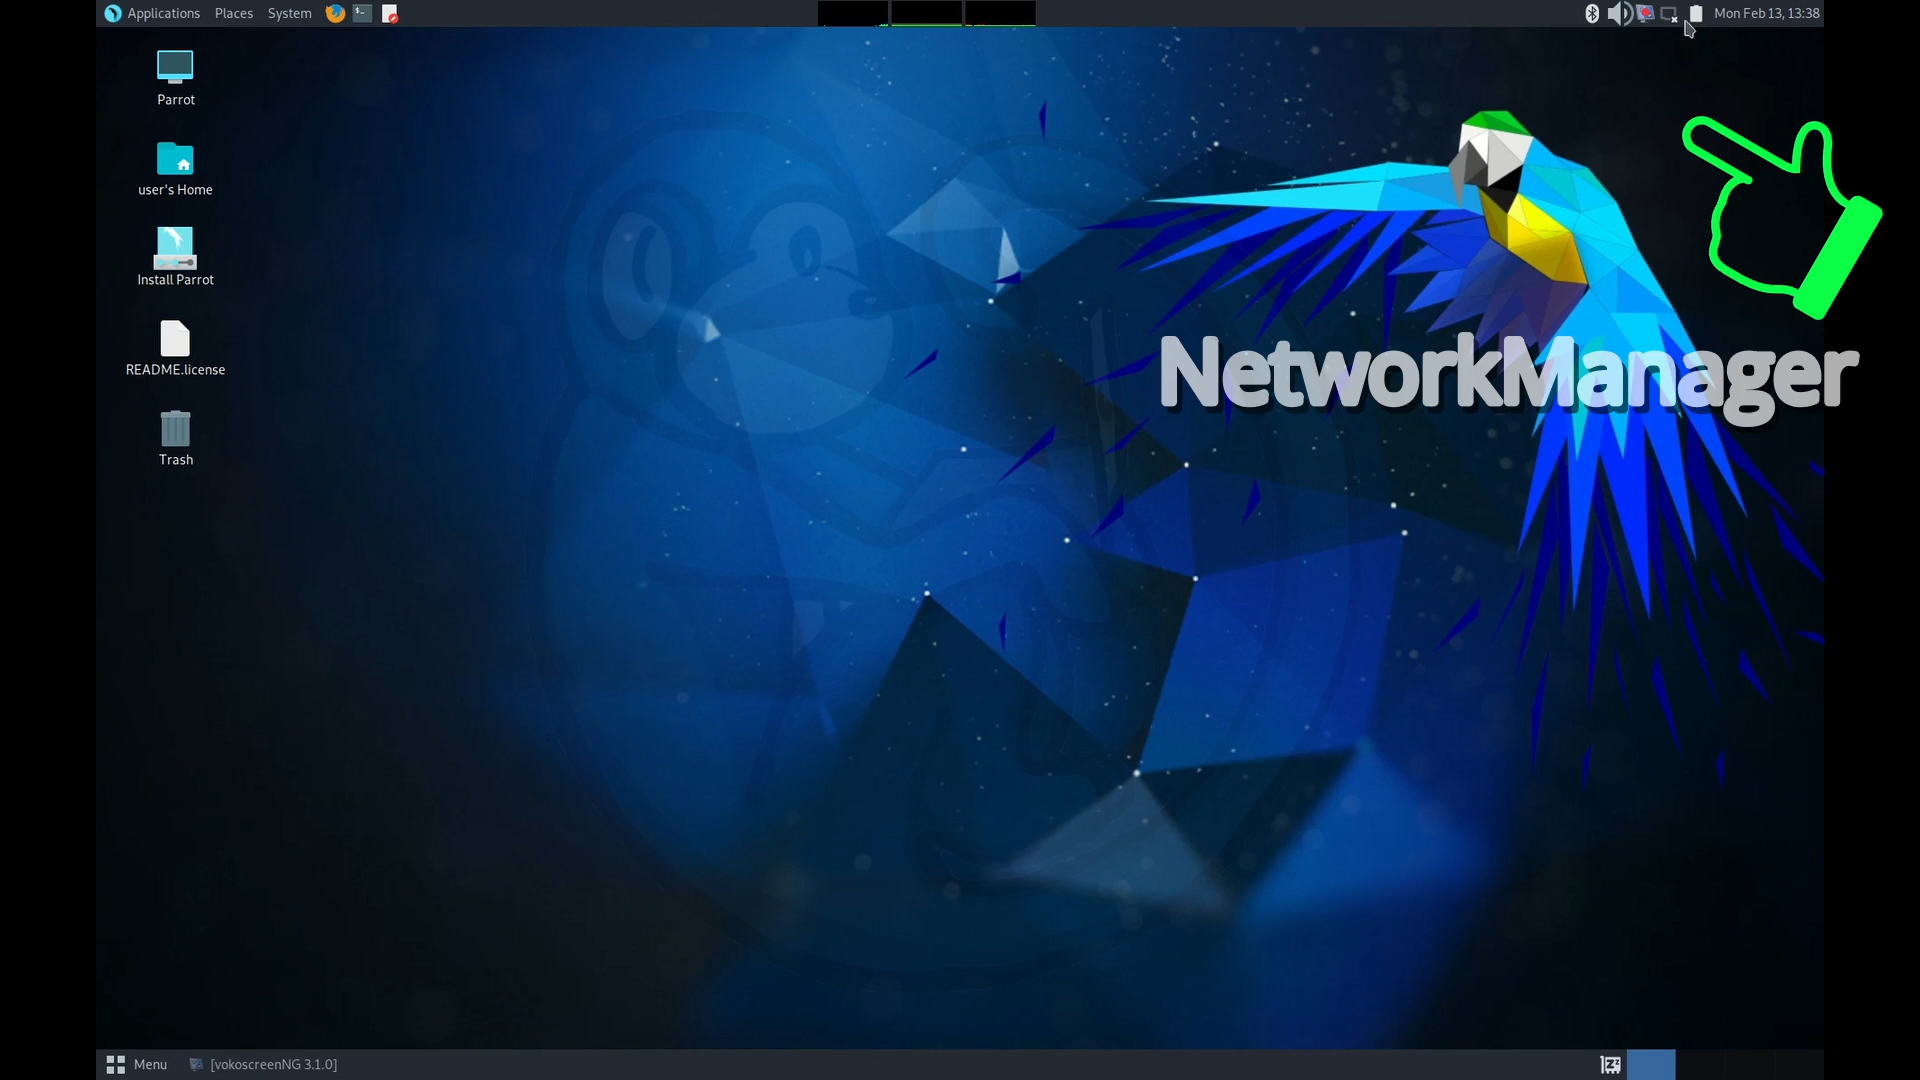 Applications Places System
Mon Feb 13, 13:38
Parrot
user's Home
Install Parrot
README.license
Trash
NetworkManager
Menu [vokoscreenNG 3.1.0]